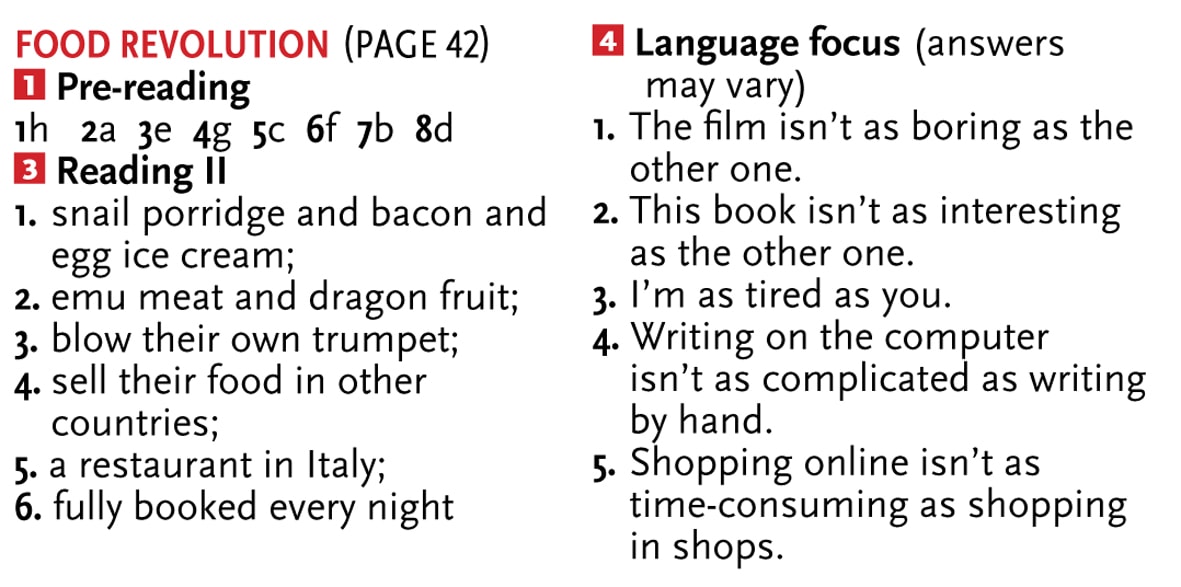 FOOD REVOLUTION (PAGE 42)
1 Pre-reading
1h 2a 3e 4g 5c 6f 7b 8d
3 Reading II
1. snail porridge and bacon and
egg ice cream;
2. emu meat and dragon fruit;
3. blow their own trumpet;
4. sell their food in other
countries;
5. a restaurant in Italy;
6. fully booked every night
4 Language focus (answers
may vary)
1. The film isn’t as boring as the
other one.
2. This book isn’t as interesting
as the other one.
3. I’m as tired as you.
4. Writing on the computer
isn’t as complicated as writing
by hand.
5. Shopping online isn’t as
time-consuming as shopping
in shops.